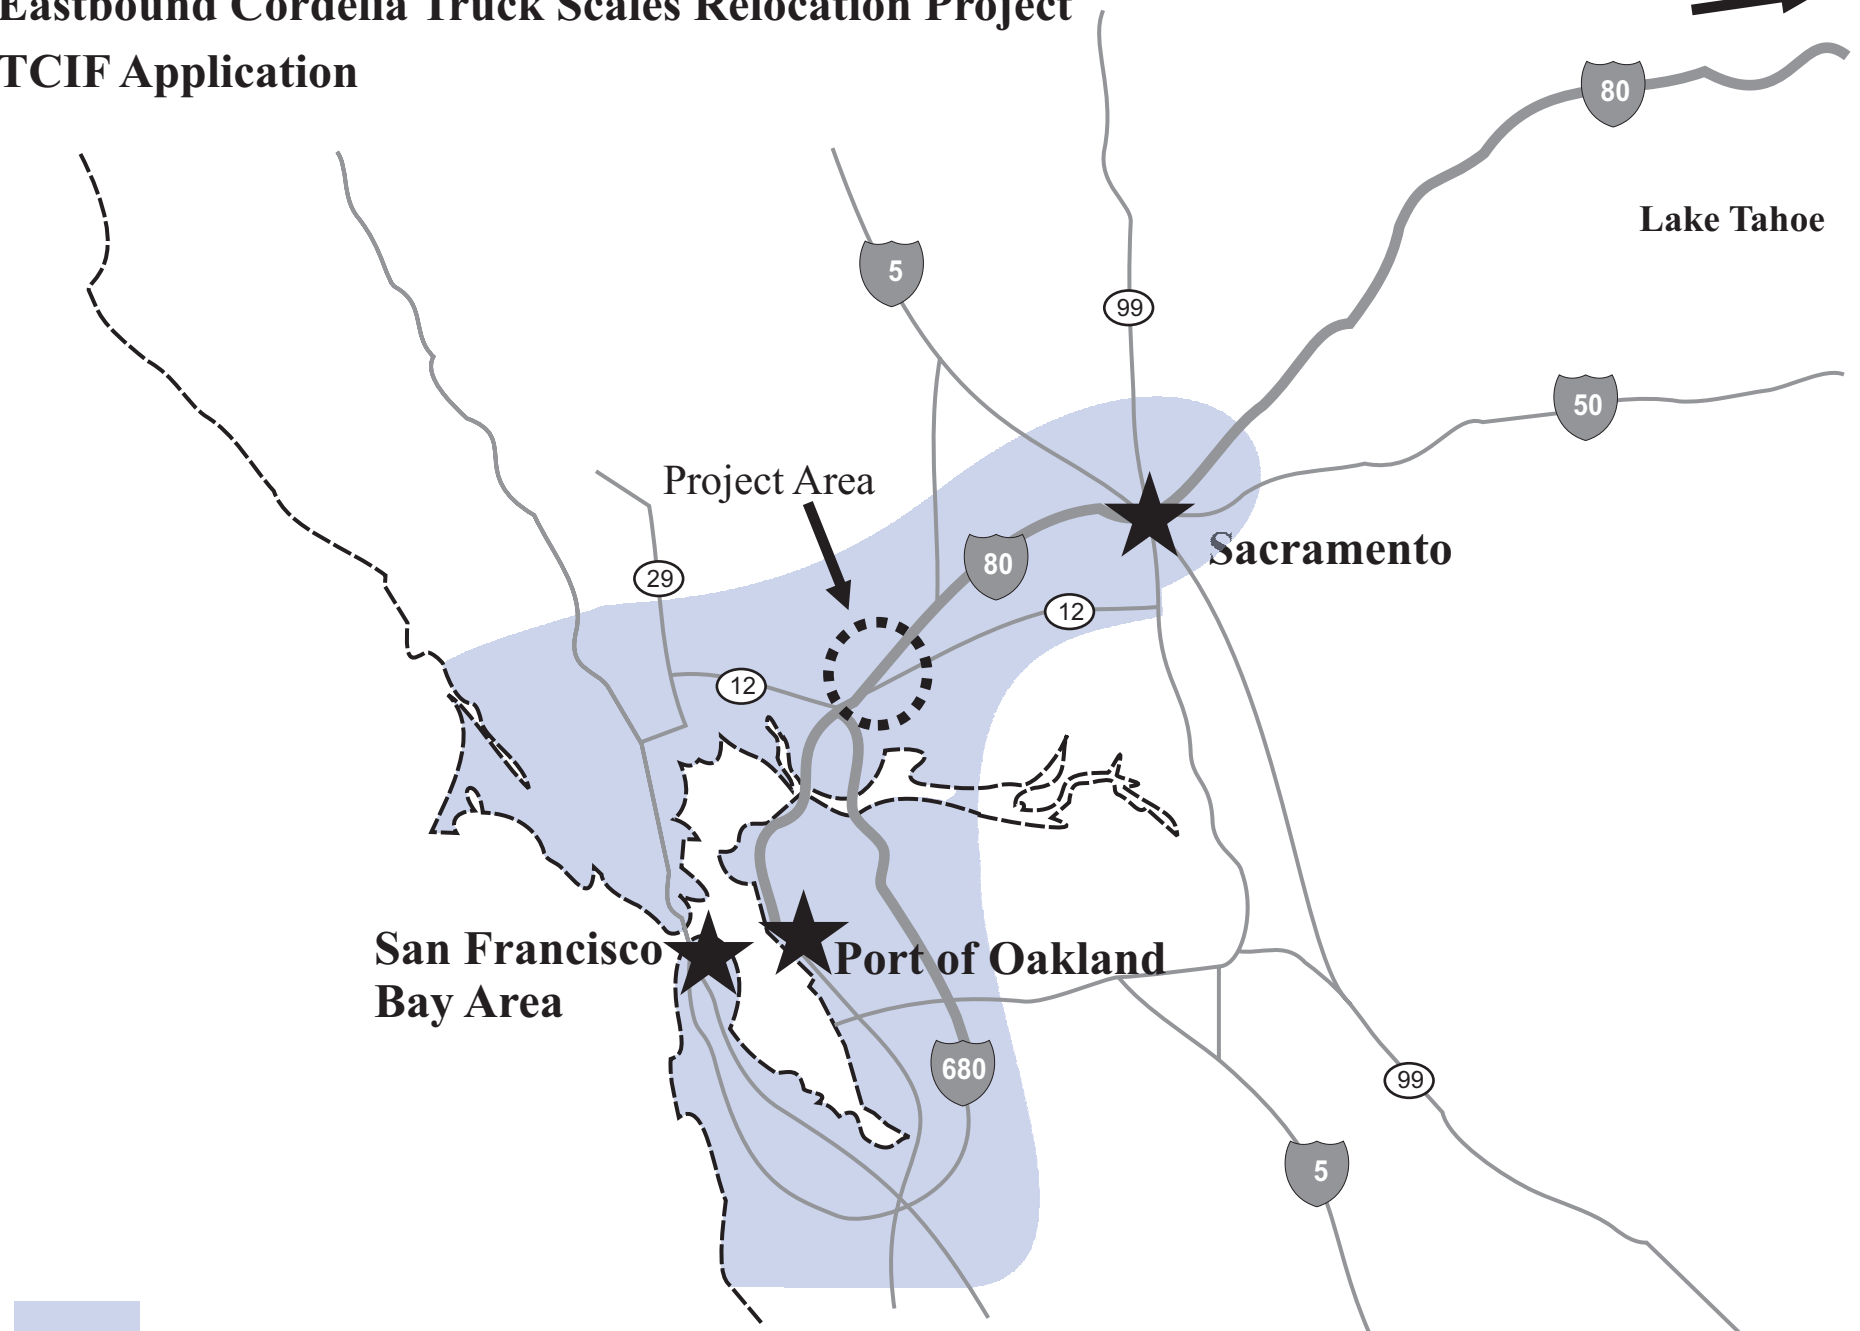 Eastbound Cordelia Truck Scales Relocation Project
TCIF Application
80
Lake Tahoe
5
99
50
Project Area
Sacramento
80
29
12
12
San Francisco
Bay Area
Port of Oakland
680
99
5